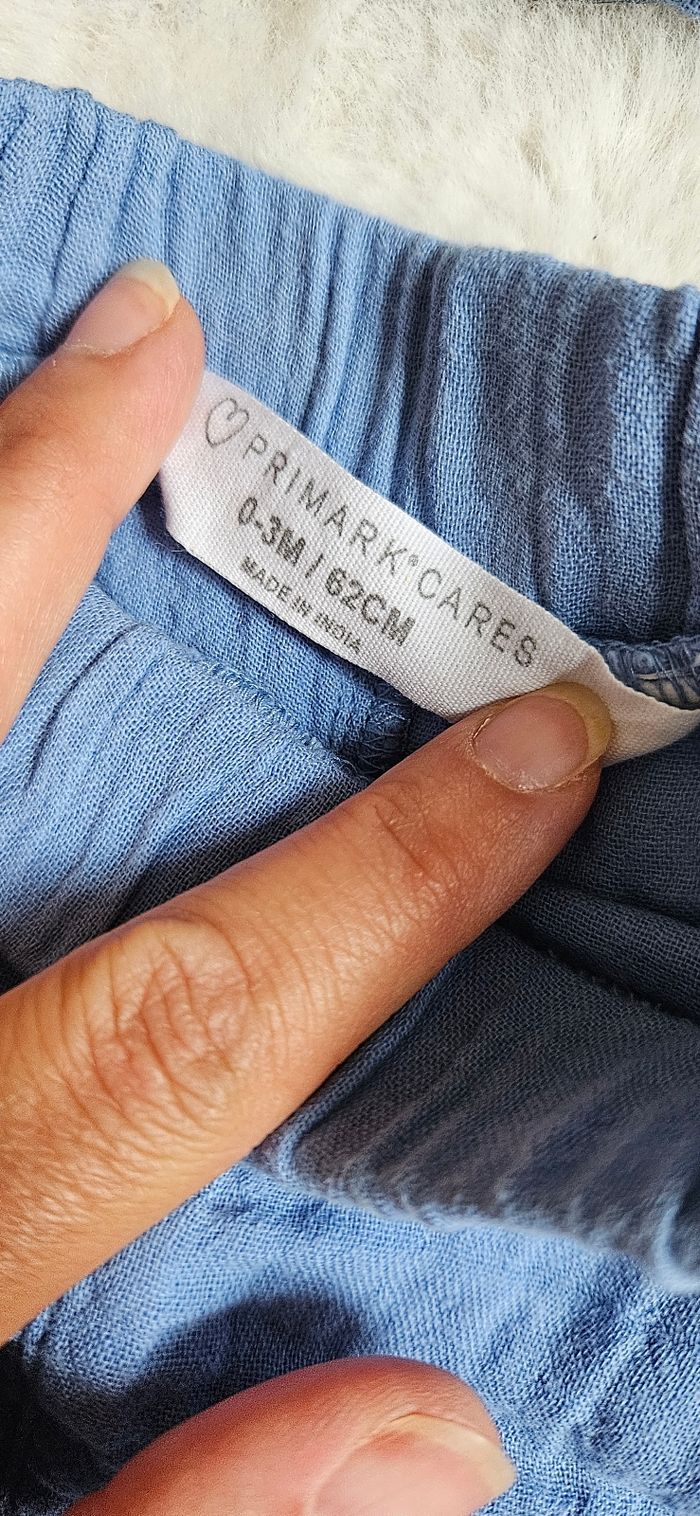 PRIMARK® CARES
0-3M / 62CM
MADE IN INDIA